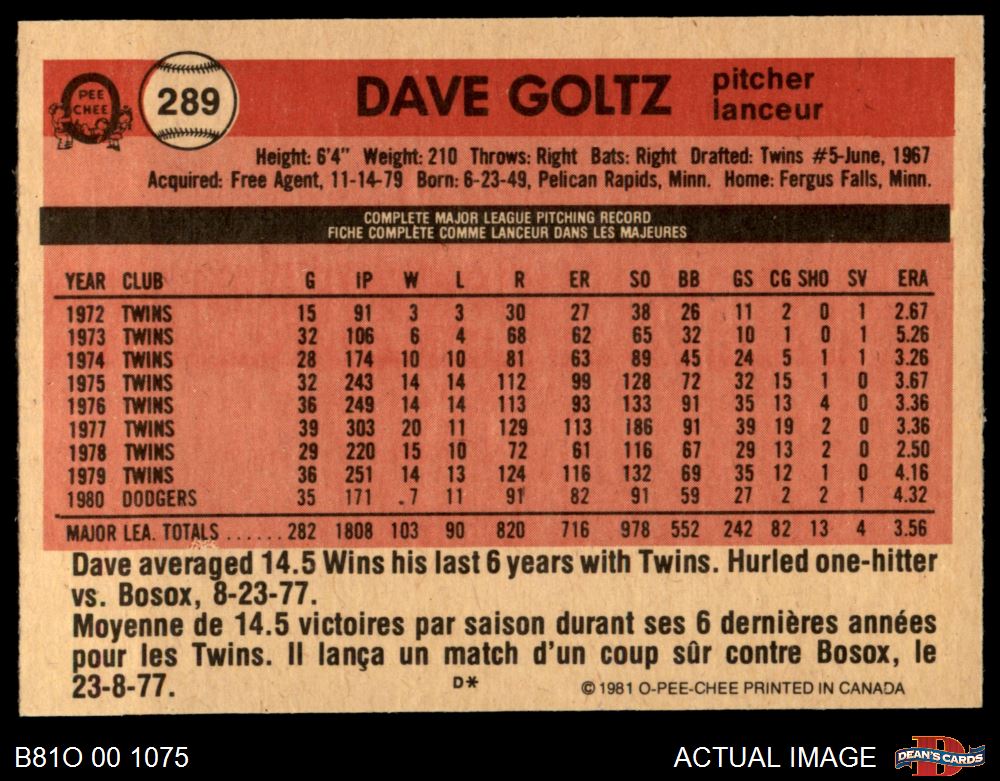 PEE
CHEE
289
DAVE GOLTZ
pitcher
lanceur
Height: 6'4" Weight: 210 Throws: Right Bats: Right Drafted: Twins #5-June, 1967
Acquired: Free Agent, 11-14-79 Born: 6-23-49, Pelican Rapids, Minn. Home: Fergus Falls, Minn.
COMPLETE MAJOR LEAGUE PITCHING RECORD
FICHE COMPLÈTE COMME LANCEUR DANS LES MAJEURES
YEAR CLUB G IP W L R ER SO BB GS CG SHO SV ERA
1972 TWINS 15 91 3 3 30 27 38 26 11 2 0 1 2.67
1973 TWINS 32 106 6 4 68 62 65 32 10 1 0 1 5.26
1974 TWINS 28 174 10 10 81 63 89 45 24 5 1 1 3.26
1975 TWINS 32 243 14 14 112 99 128 72 32 15 1 0 3.67
1976 TWINS 36 249 14 14 113 93 133 91 35 13 4 0 3.36
1977 TWINS 39 303 20 11 129 113 186 91 39 19 2 0 3.36
1978 TWINS 29 220 15 10 72 61 116 67 29 13 2 0 2.50
1979 TWINS 36 251 14 13 124 116 132 69 35 12 1 0 4.16
1980 DODGERS 35 171 7 11 91 82 91 59 27 2 2 1 4.32
MAJOR LEA. TOTALS ...... 282 1808 103 90 820 716 978 552 242 82 13 4 3.56
Dave averaged 14.5 Wins his last 6 years with Twins. Hurled one-hitter
vs. Bosox, 8-23-77.
Moyenne de 14.5 victoires par saison durant ses 6 dernières années
pour les Twins. Il lança un match d'un coup sûr contre Bosox, le
23-8-77.
D*
© 1981 O-PEE-CHEE PRINTED IN CANADA
B81O 00 1075
ACTUAL IMAGE
DEAN'S CARDS